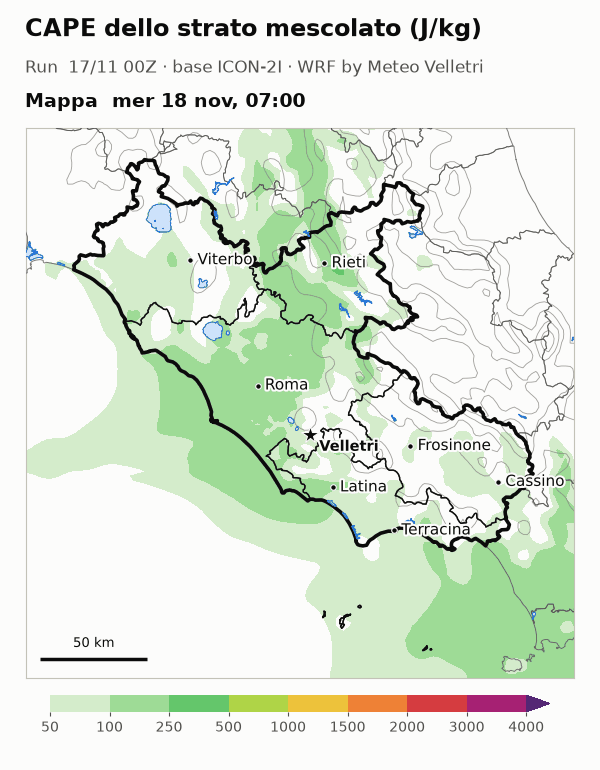 CAPE dello strato mescolato (J/kg)
Run 17/11 00Z · base ICON-2I · WRF by Meteo Velletri
Mappa mer 18 nov, 07:00
Viterbo
Rieti
Roma
Velletri
Frosinone
Latina
Cassino
Terracina
50 km
50 100 250 500 1000 1500 2000 3000 4000